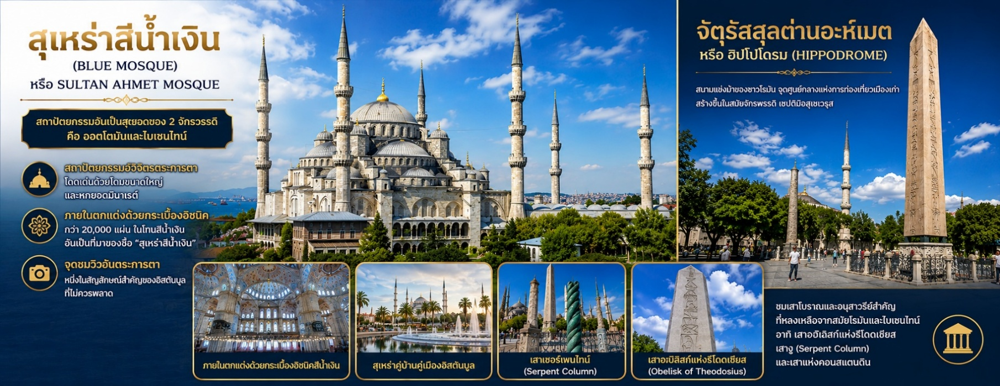 สุเหร่าสีน้ำเงิน
(BLUE MOSQUE)
หรือ SULTAN AHMET MOSQUE
สถาปัตยกรรมอันเป็นสุดยอดของ 2 จักรวรรดิ
คือ ออตโตมันและไบเซนไทน์
สถาปัตยกรรมอัวิจิตรตระการตา
โดดเด่นด้วยโดมขนาดใหญ่
และหกยอดมินาเรต์
ภายในตกแต่งด้วยกระเบื้องอิซนิค
กว่า 20,000 แผ่น ในโทนสีน้ำเงิน
อันเป็นที่มาของชื่อ “สุเหร่าสีน้ำเงิน”
จุดชมวิวอันตระการตา
หนึ่งในสัญลักษณ์สำคัญของอิสตันบูล
ที่ไม่ควรพลาด
ภายในตกแต่งด้วยกระเบื้องอิซนิคสีน้ำเงิน
สุเหร่าคู่บ้านคู่เมืองอิสตันบูล
เสาเซอร์เพนไทน์
(Serpent Column)
เสาอะบิลิสก์แห่งธีโดดเซียส
(Obelisk of Theodosius)
จัตุรัสสุลต่านอะห์เมต
หรือ ฮิปโปโดรม (HIPPODROME)
สนามแข่งม้าของชาวโรมัน จุดศูนย์กลางแห่งการท่องเที่ยวเมืองเก่า
สร้างขึ้นในสมัยจักรพรรดิ เซปติมิอสุเซเวรุส
ชมเสาโบราณและอนุสาวรีย์สำคัญ
ที่หลงเหลือจากสมัยโรมันและไบเซนไทน์
อาทิ เสาอฮิเลิสก์แห่งธีโดดเซียส
เสางู (Serpent Column)
และเสาแห่งคอนสแตนติน